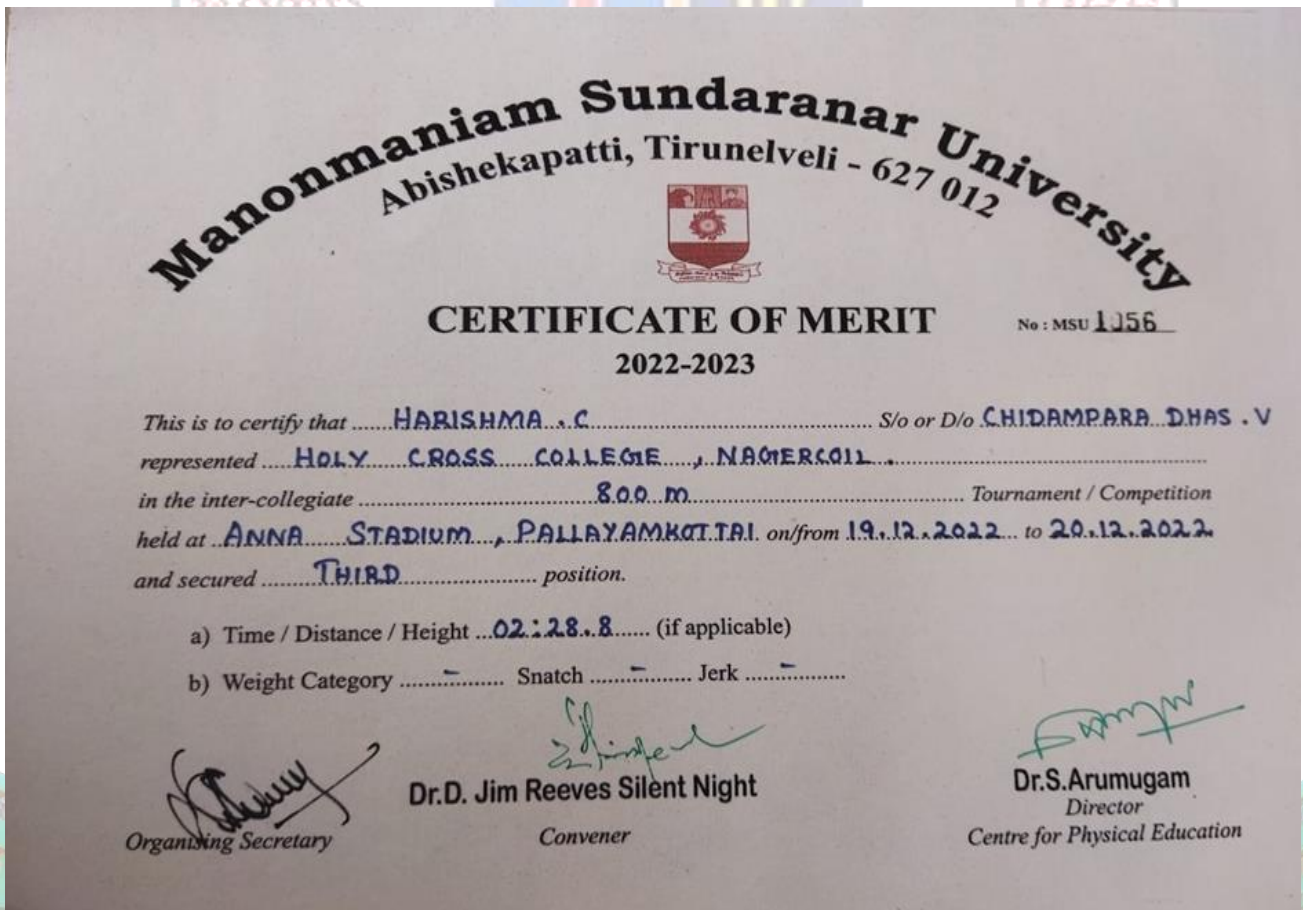 Manonmaniam Sundaranar University
Abishekapatti, Tirunelveli - 627 012
CERTIFICATE OF MERIT
No : MSU 1056
2022-2023
This is to certify that ......HARISHMA . C.......................................... S/o or D/o CHIDAMPARA DHAS . V
represented ....HOLY CROSS COLLEGE , NAGERCOIL .................................................
in the inter-collegiate ...................................800 m....................................... Tournament / Competition
held at ..ANNA STADIUM , PALLAYAMKOTTAI. on/from 19.12.2022... to 20.12.2022
and secured ........THIRD................. position.
a) Time / Distance / Height ...02:28.8...... (if applicable)
b) Weight Category ......-........ Snatch ......-........ Jerk .....-.......
Dr.D. Jim Reeves Silent Night
Dr.S.Arumugam
Organising Secretary
Convener
Director
Centre for Physical Education